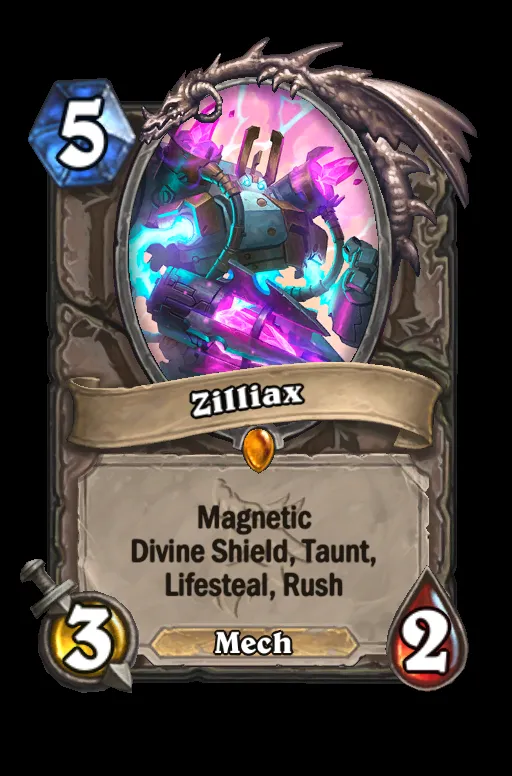 5
Zilliax
Magnetic
Divine Shield, Taunt,
Lifesteal, Rush
3
Mech
2